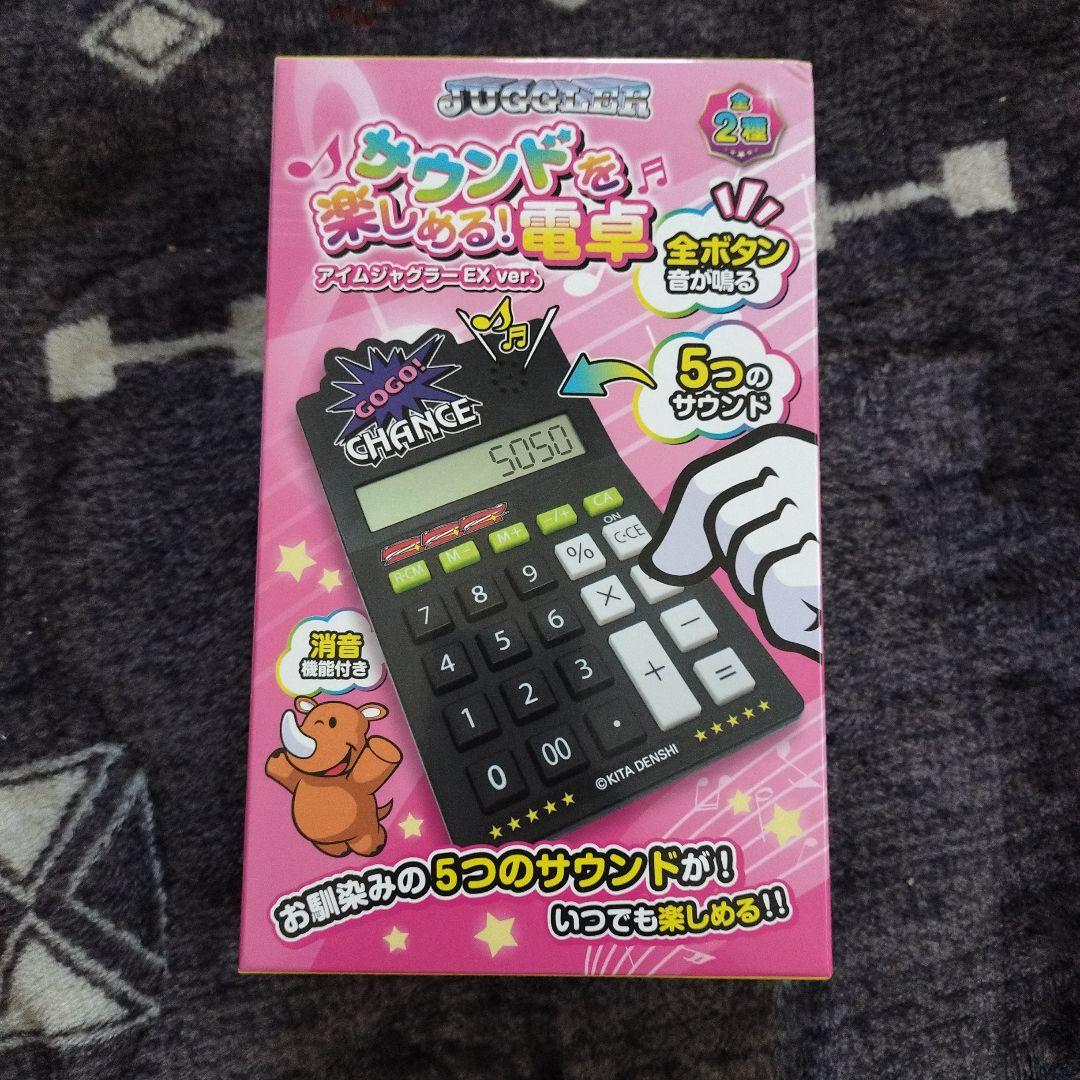 JUGGLER
全
2種
サウンドを
楽しめる!電卓
アイムジャグラーEX ver.
全ボタン
音が鳴る
5つの
サウンド
GOGO!
CHANCE
5050
R·CM
M−
M+
=/+
CA
ON
C·CE
%
7
8
9
×
4
5
6
−
1
2
3
+
=
0
00
.
©KITA DENSHI
消音
機能付き
お馴染みの5つのサウンドが!
いつでも楽しめる!!